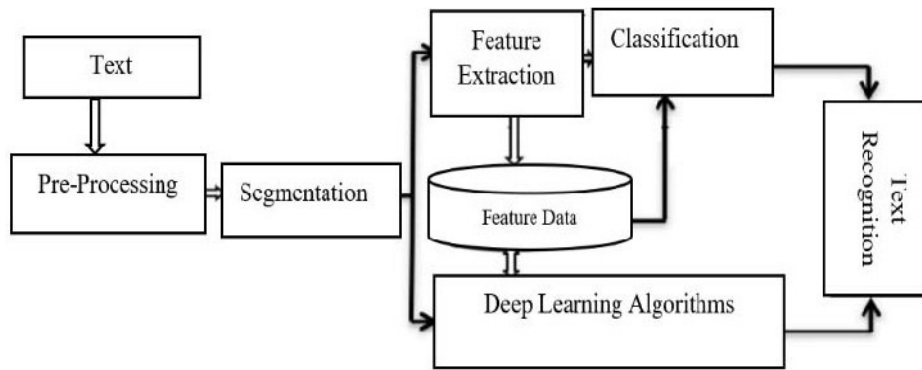 Text
Pre-Processing
Segmentation
Feature
Extraction
Classification
Feature Data
Deep Learning Algorithms
Text
Recognition